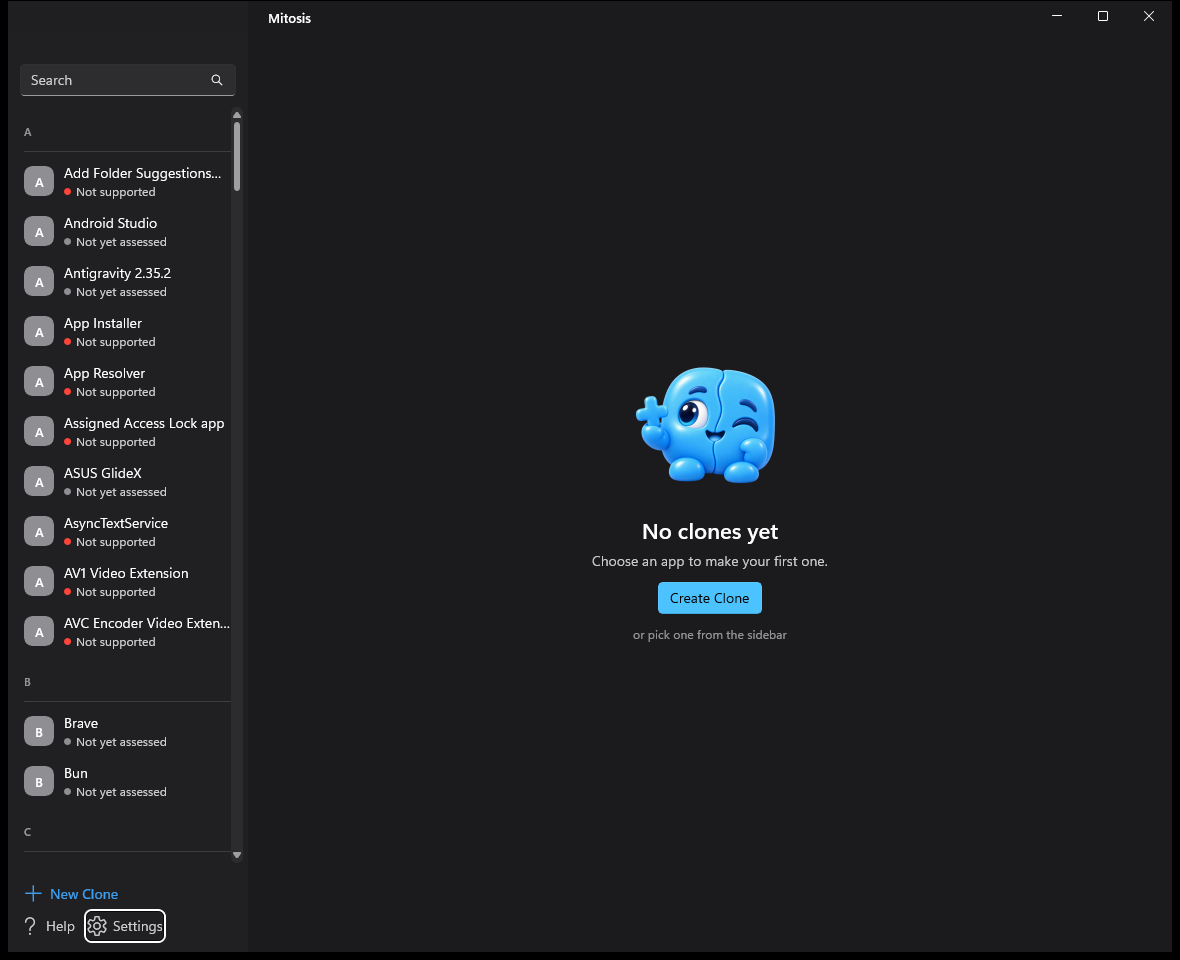 Mitosis
Search
A
A
Add Folder Suggestions...
Not supported
A
Android Studio
Not yet assessed
A
Antigravity 2.35.2
Not yet assessed
A
App Installer
Not supported
A
App Resolver
Not supported
A
Assigned Access Lock app
Not supported
A
ASUS GlideX
Not yet assessed
A
AsyncTextService
Not supported
A
AV1 Video Extension
Not supported
A
AVC Encoder Video Exten...
Not supported
B
B
Brave
Not yet assessed
B
Bun
Not yet assessed
C
New Clone
Help
Settings
No clones yet
Choose an app to make your first one.
Create Clone
or pick one from the sidebar